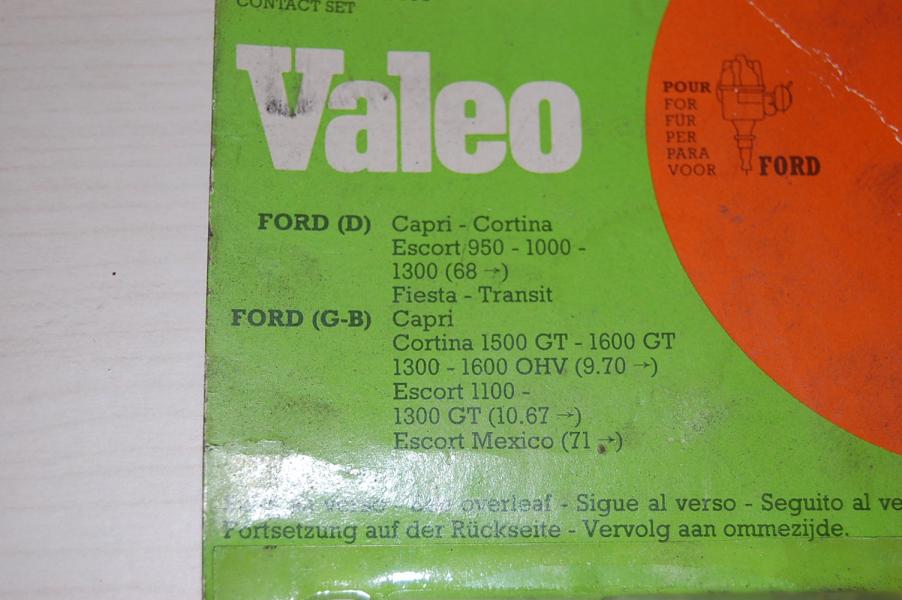 CONTACT SET
Valeo
POUR
FOR
FÜR
PER
PARA
VOOR
FORD
FORD (D) Capri - Cortina
Escort 950 - 1000 -
1300 (68 →)
Fiesta - Transit
FORD (G-B) Capri
Cortina 1500 GT - 1600 GT
1300 - 1600 OHV (9.70 →)
Escort 1100 -
1300 GT (10.67 →)
Escort Mexico (71 →)
verso - overleaf - Sigue al verso - Seguito al ve
Fortsetzung auf der Rückseite - Vervolg aan ommezijde.